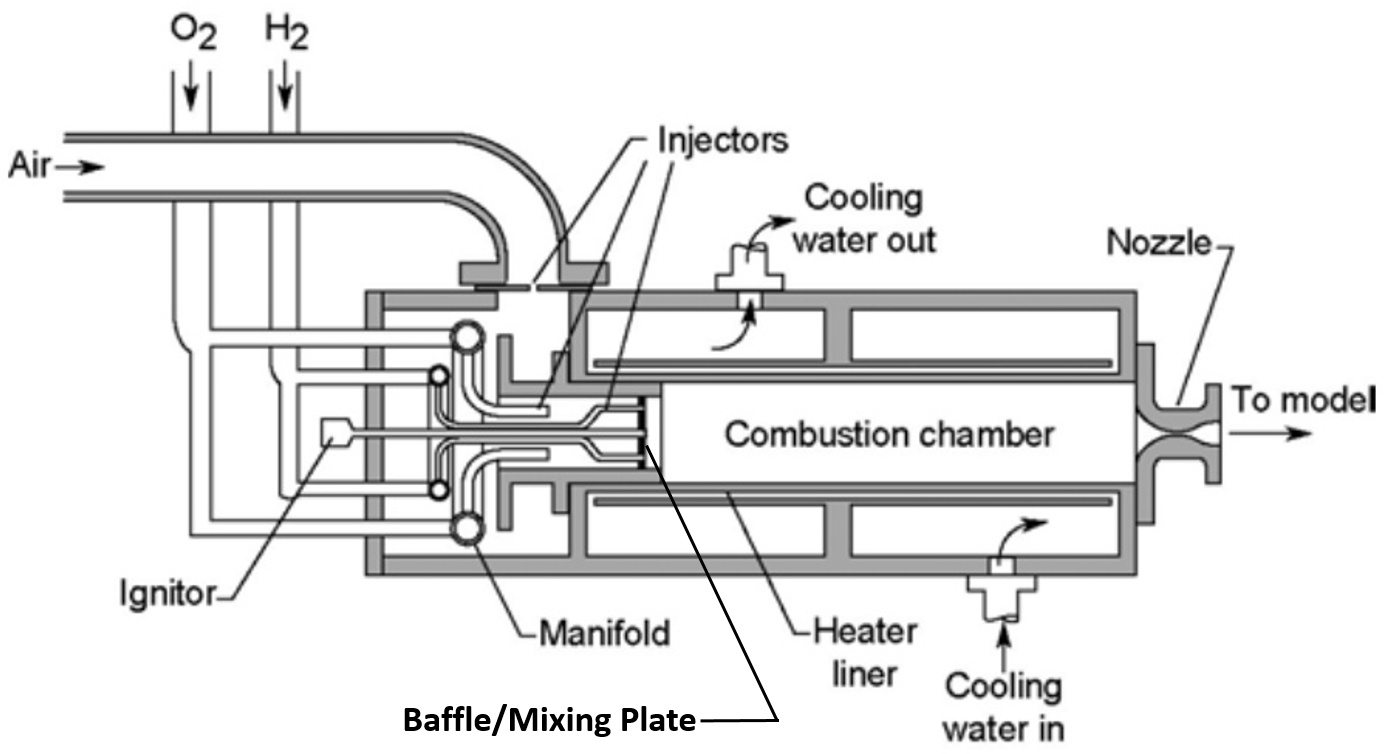 O2
H2
Air
Injectors
Cooling
water out
Nozzle
To model
Combustion chamber
Ignitor
Manifold
Heater
liner
Cooling
water in
Baffle/Mixing Plate